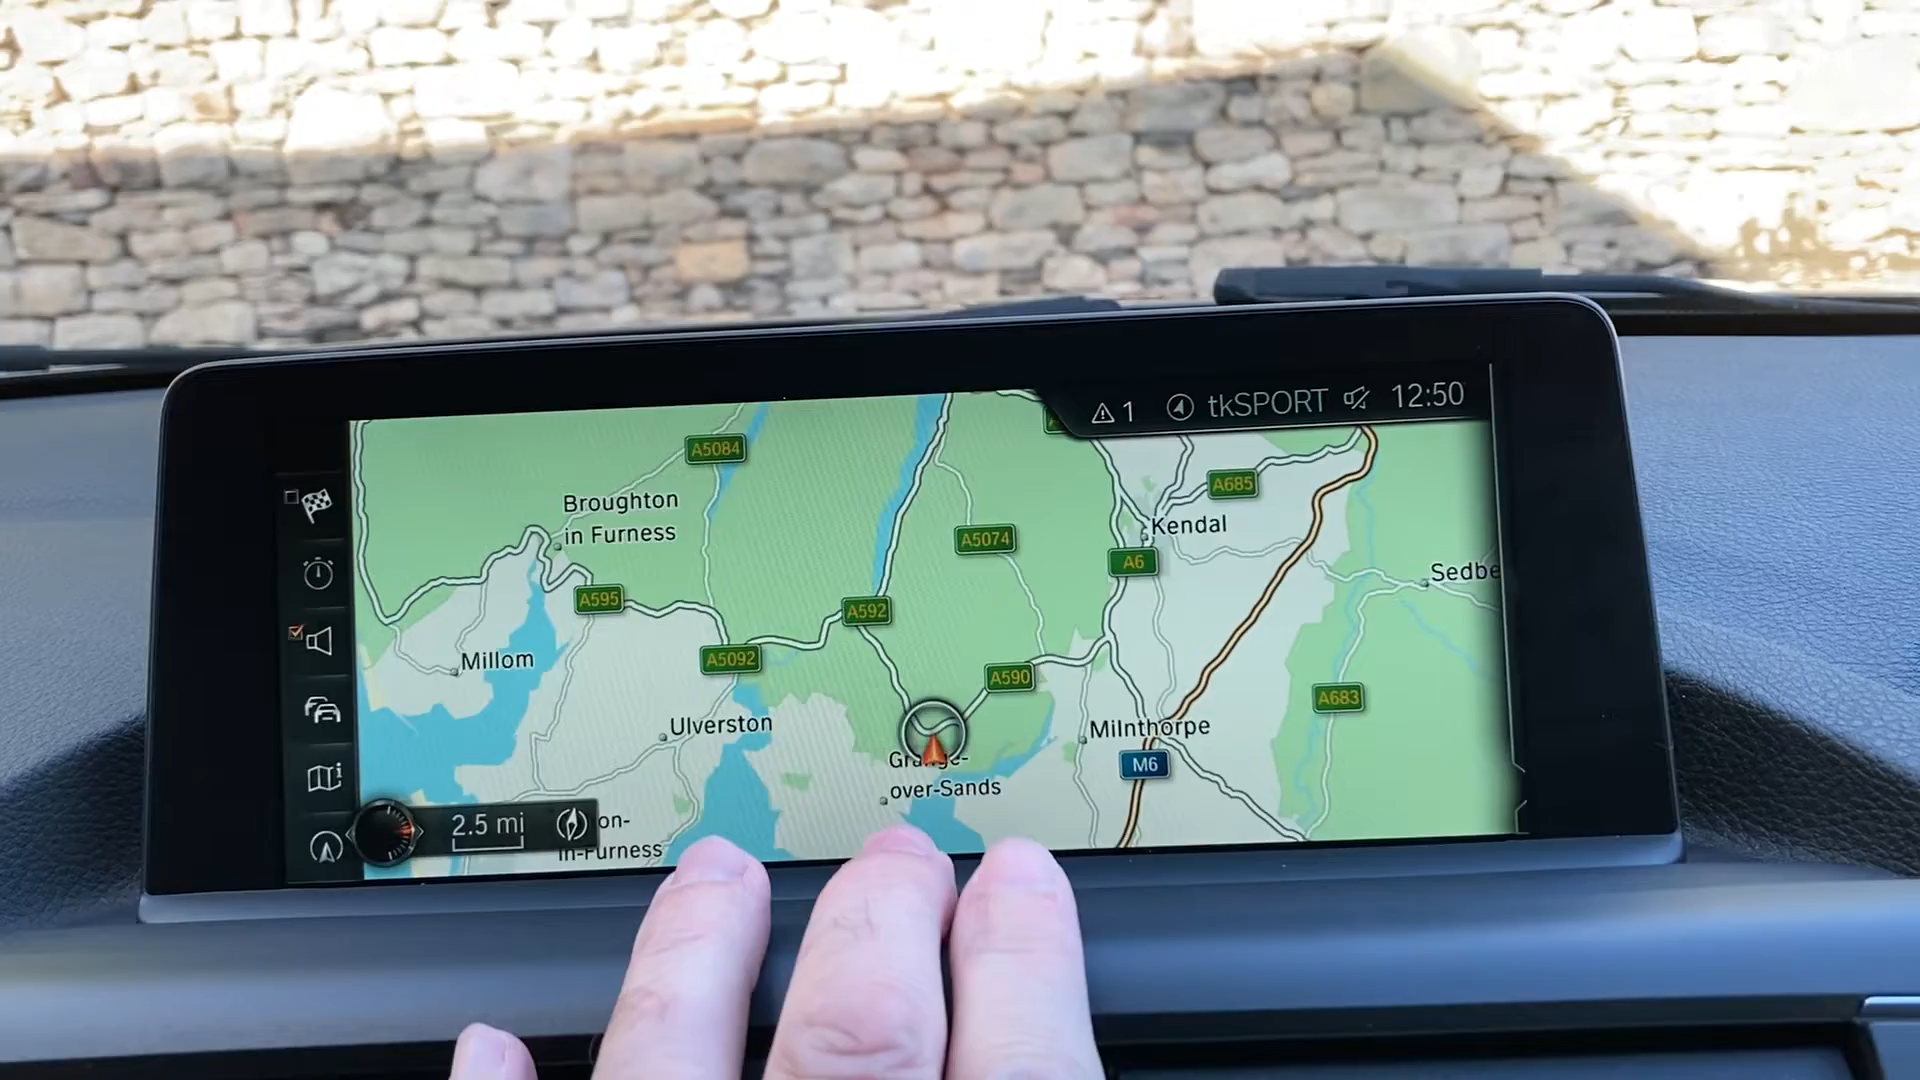 1 tkSPORT 12:50
A5084
A685
Broughton
in Furness
Kendal
A5074
A6
Sedbe
A595
A592
Millom
A5092
A590
A683
Ulverston
Milnthorpe
Grange-
over-Sands
M6
2.5 mi
on-
in-Furness